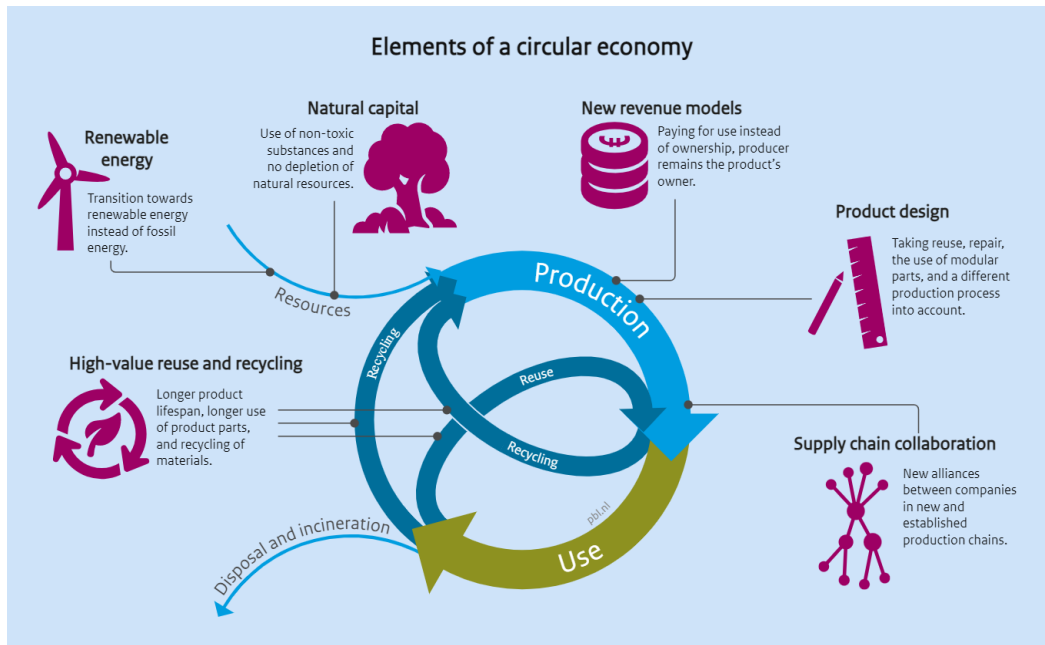 Elements of a circular economy
Natural capital
Use of non-toxic
substances and
no depletion of
natural resources.
New revenue models
Paying for use instead
of ownership, producer
remains the product's
owner.
Renewable
energy
Transition towards
renewable energy
instead of fossil
energy.
Product design
Taking reuse, repair,
the use of modular
parts, and a different
production process
into account.
Resources
Production
High-value reuse and recycling
Longer product
lifespan, longer use
of product parts,
and recycling of
materials.
Recycling
Reuse
Recycling
Supply chain collaboration
New alliances
between companies
in new and
established
production chains.
Disposal and incineration
Use
pbl.nl